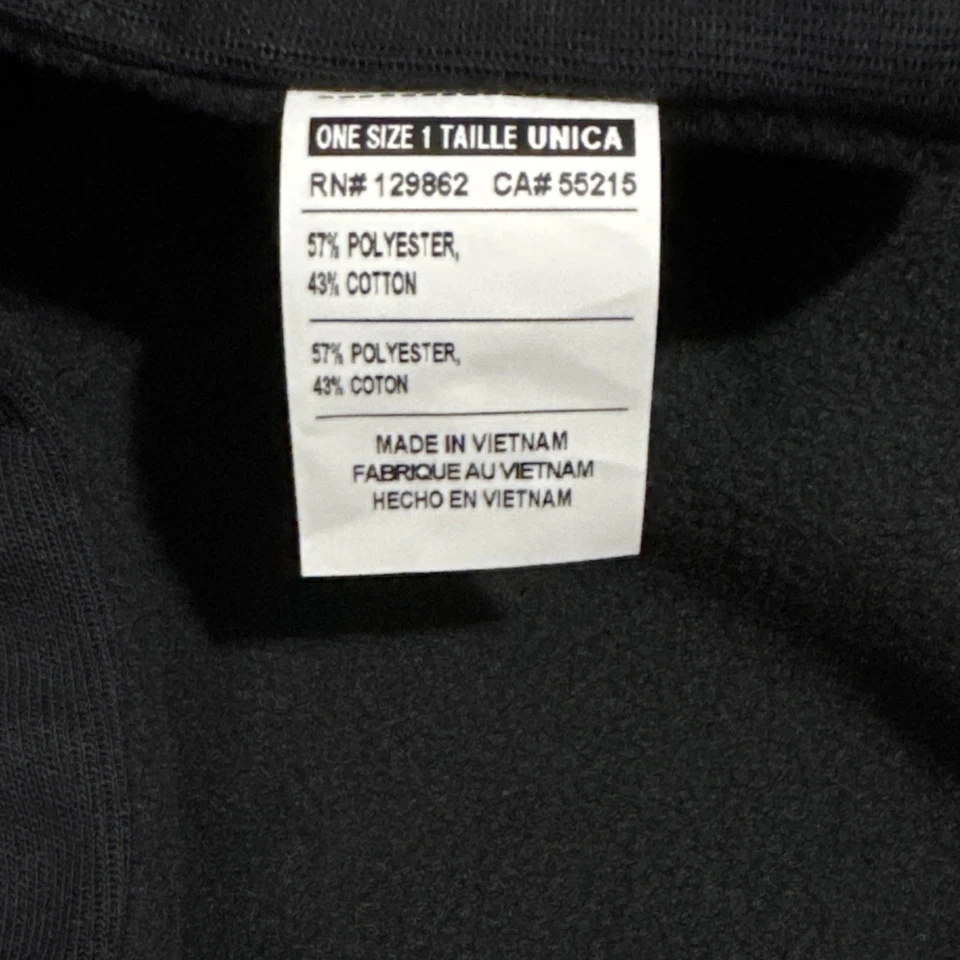 ONE SIZE 1 TAILLE UNICA
RN# 129862 CA# 55215
57% POLYESTER,
43% COTTON
57% POLYESTER,
43% COTON
MADE IN VIETNAM
FABRIQUE AU VIETNAM
HECHO EN VIETNAM